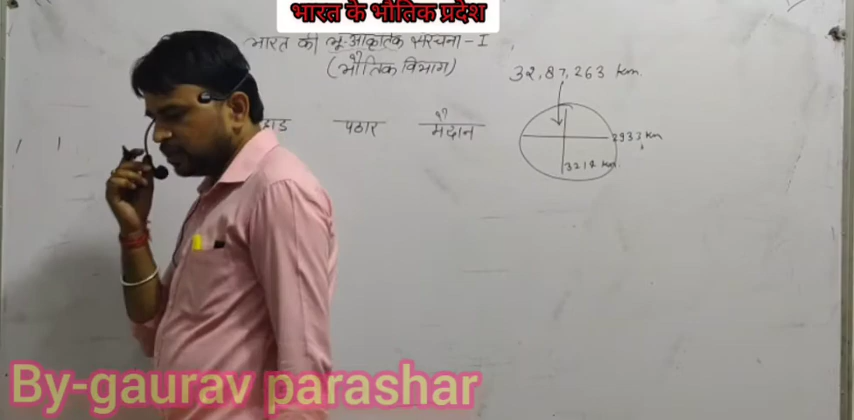 भारत के भौतिक प्रदेश
भारत की भू-आकृतिक संरचना-I
(भौतिक विभाग)
32,87,263 km.
पठार
मैदान
2933 km
3214 km
By-gaurav parashar